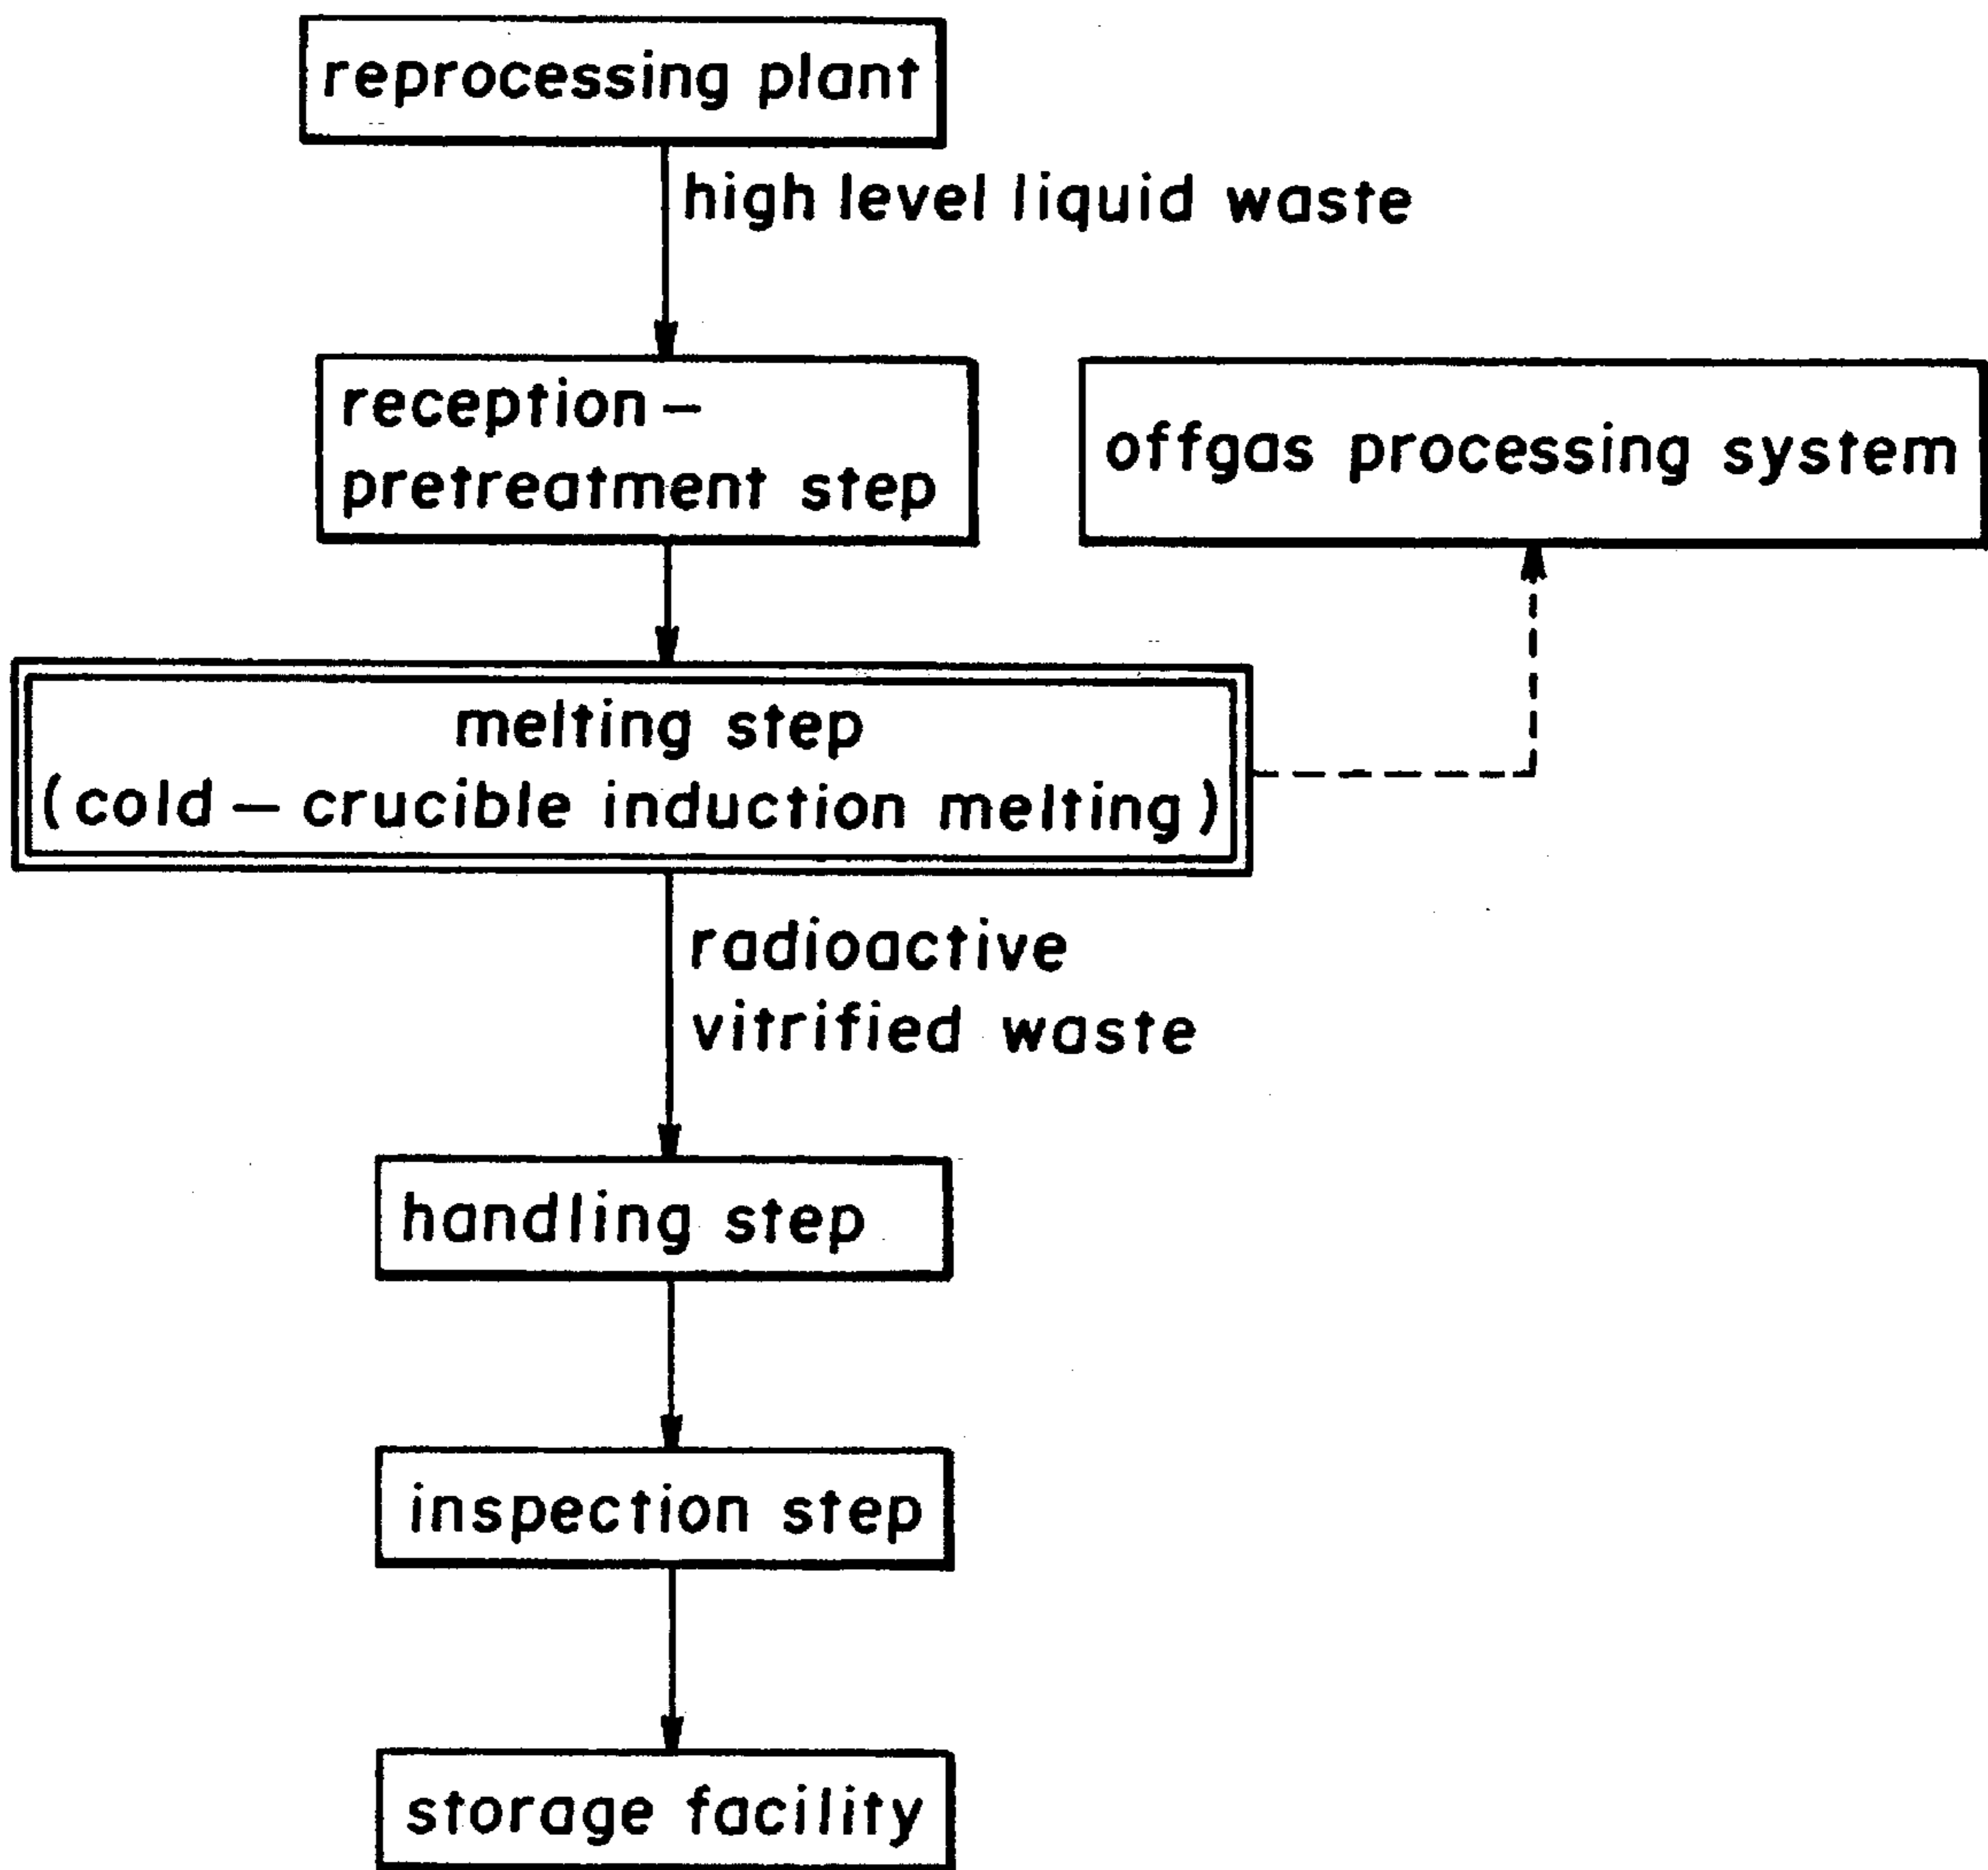 reprocessing plant
high level liquid waste
reception –
pretreatment step
offgas processing system
melting step
(cold – crucible induction melting)
radioactive
vitrified waste
handling step
inspection step
storage facility